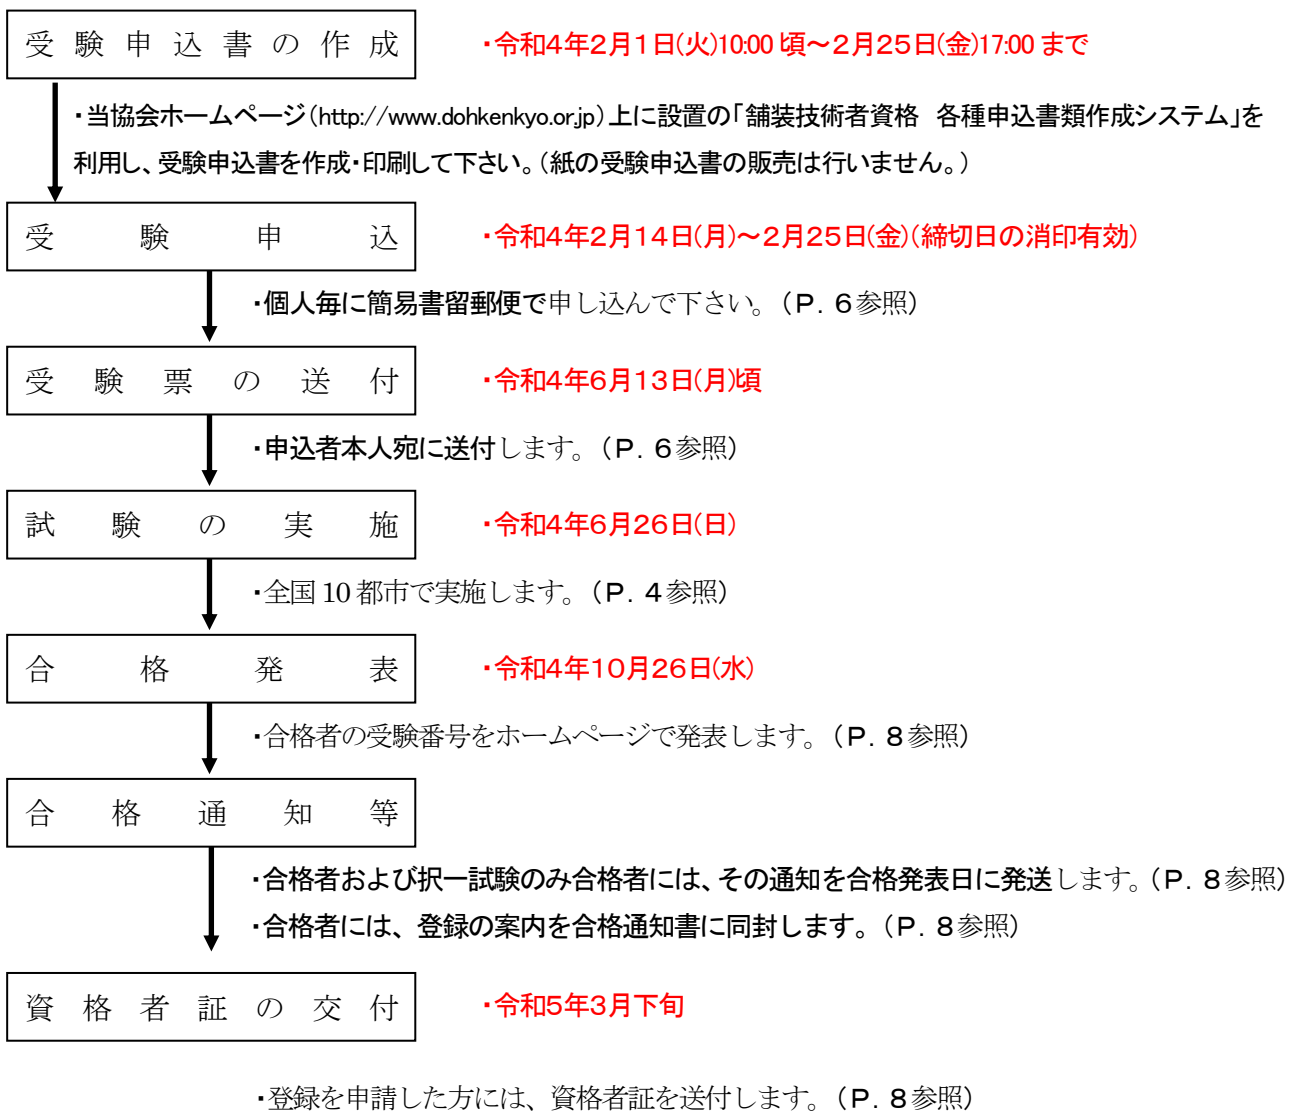 受験申込書の作成 ・令和4年2月1日(火)10:00頃～2月25日(金)17:00まで
・当協会ホームページ(http://www.dohkenkyo.or.jp)上に設置の「舗装技術者資格　各種申込書類作成システム」を
利用し、受験申込書を作成・印刷して下さい。(紙の受験申込書の販売は行いません。)
受験申込 ・令和4年2月14日(月)～2月25日(金)(締切日の消印有効)
・個人毎に簡易書留郵便で申し込んで下さい。(P.6参照)
受験票の送付 ・令和4年6月13日(月)頃
・申込者本人宛に送付します。(P.6参照)
試験の実施 ・令和4年6月26日(日)
・全国10都市で実施します。(P.4参照)
合格発表 ・令和4年10月26日(水)
・合格者の受験番号をホームページで発表します。(P.8参照)
合格通知等
・合格者および択一試験のみ合格者には、その通知を合格発表日に発送します。(P.8参照)
・合格者には、登録の案内を合格通知書に同封します。(P.8参照)
資格者証の交付 ・令和5年3月下旬
・登録を申請した方には、資格者証を送付します。(P.8参照)